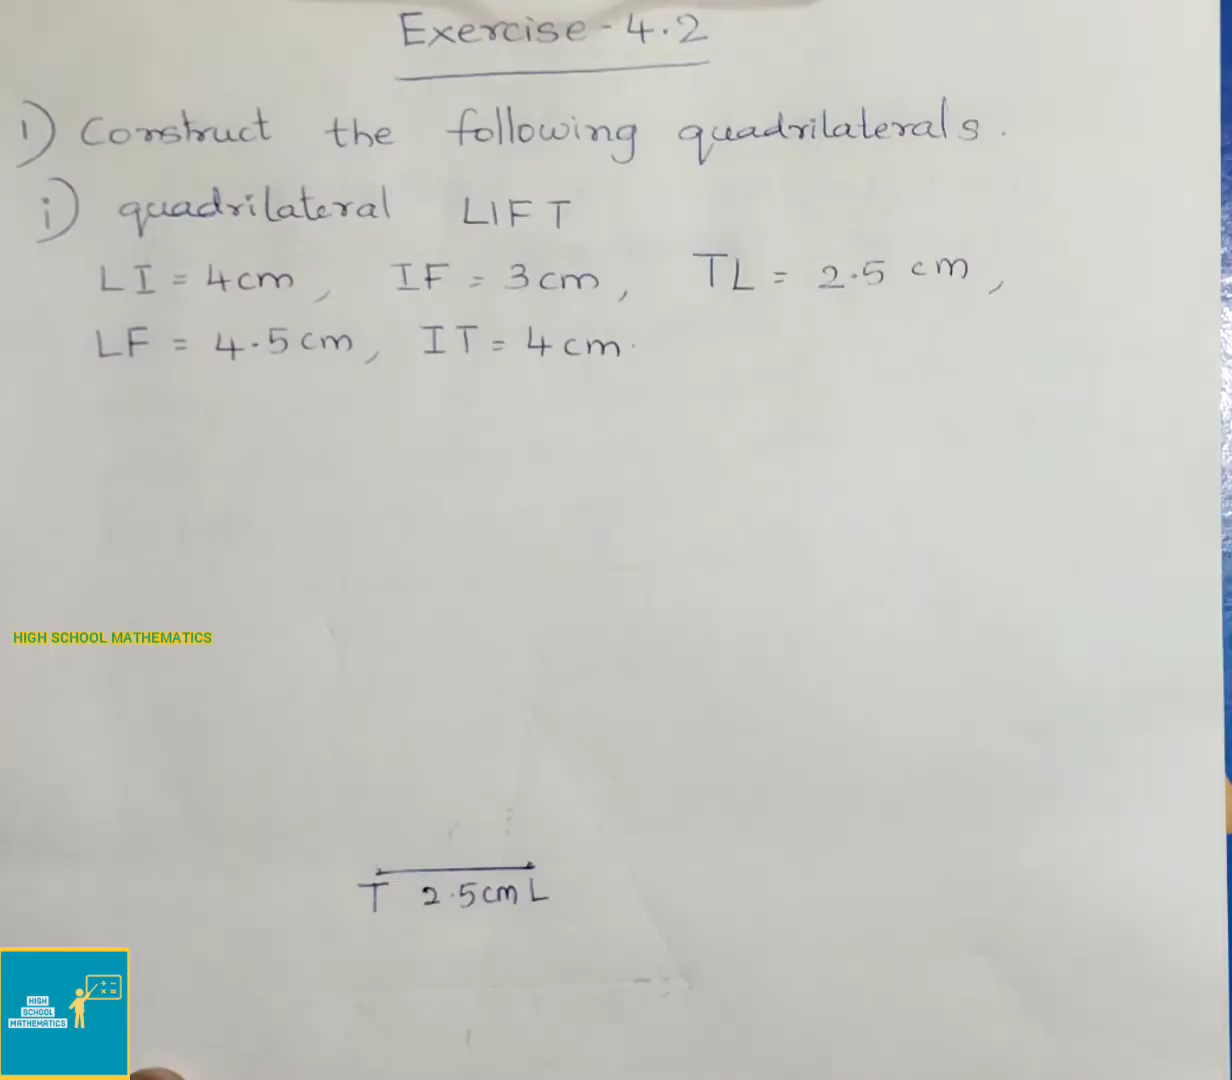 Exercise - 4.2
1) Construct the following quadrilaterals.
i) quadrilateral LIFT
LI = 4cm, IF = 3cm, TL = 2.5 cm,
LF = 4.5cm, IT = 4cm.
HIGH SCHOOL MATHEMATICS
T 2.5cm L
HIGH
SCHOOL
MATHEMATICS